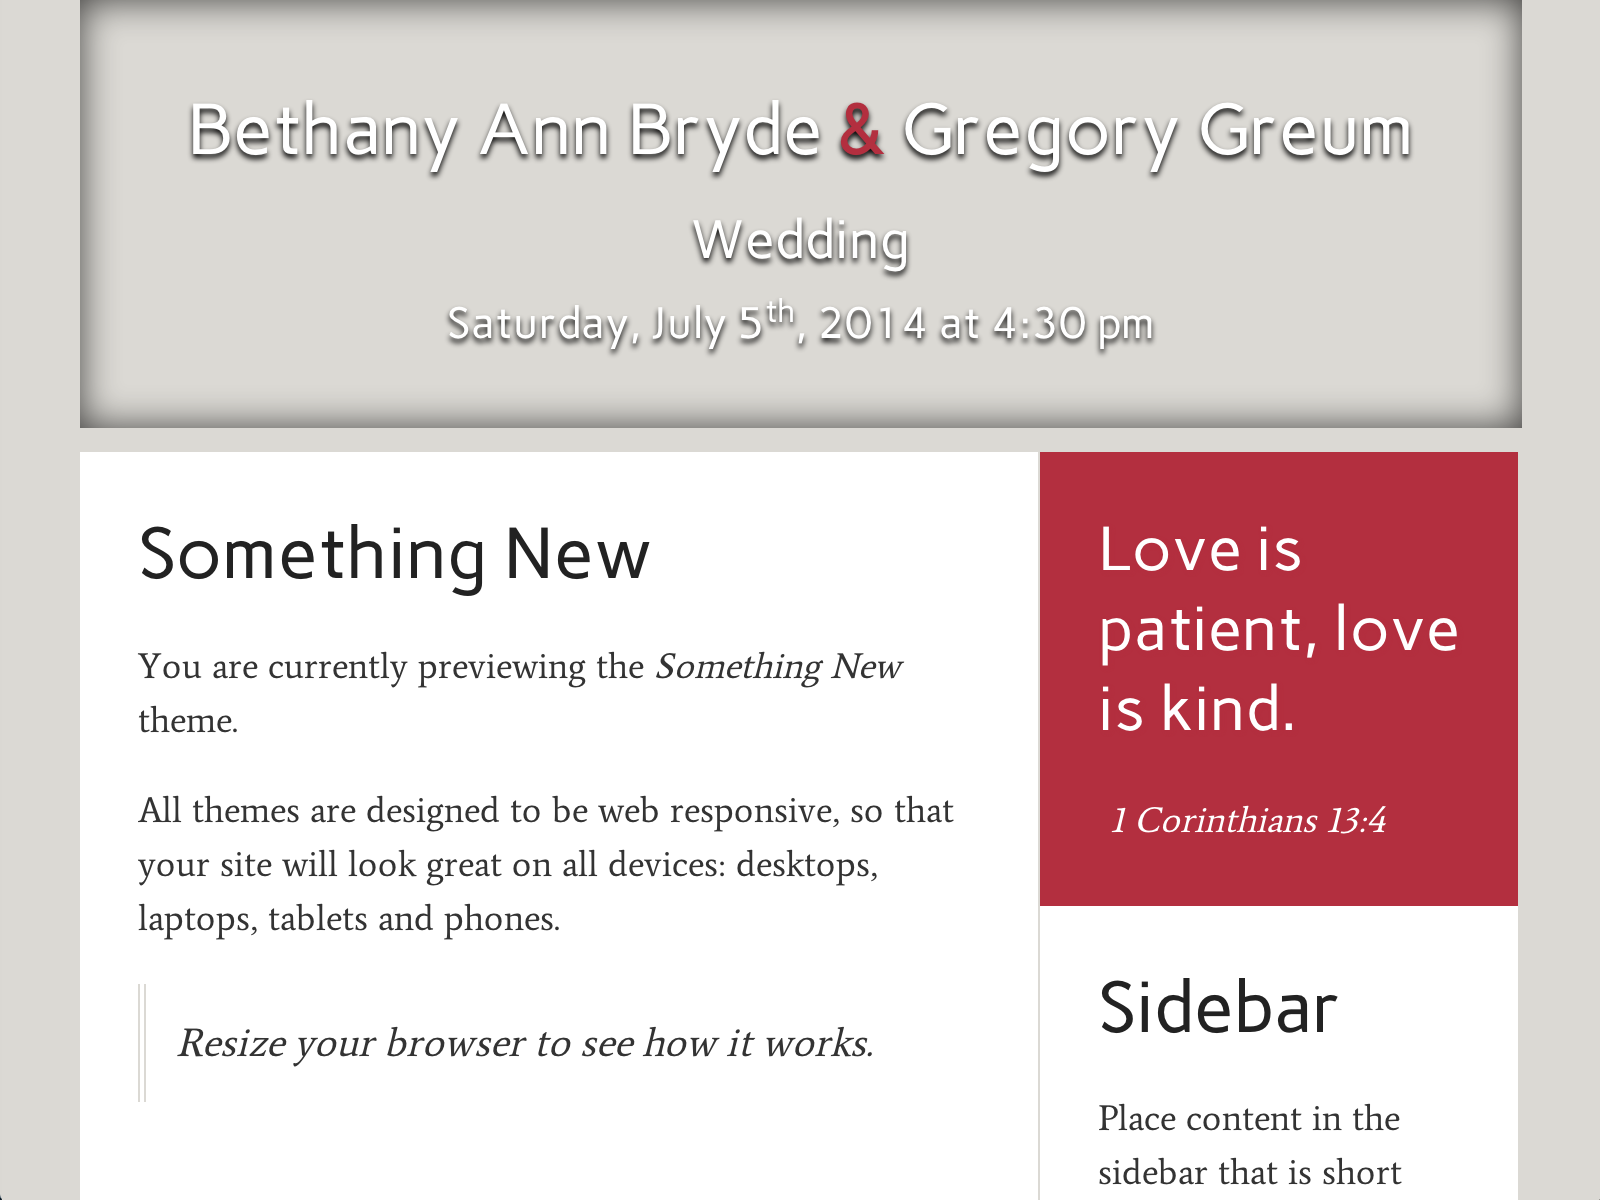 Bethany Ann Bryde & Gregory Greum
Wedding
Saturday, July 5th, 2014 at 4:30 pm
Something New
You are currently previewing the Something New
theme.
All themes are designed to be web responsive, so that
your site will look great on all devices: desktops,
laptops, tablets and phones.
Resize your browser to see how it works.
Love is
patient, love
is kind.
1 Corinthians 13:4
Sidebar
Place content in the
sidebar that is short